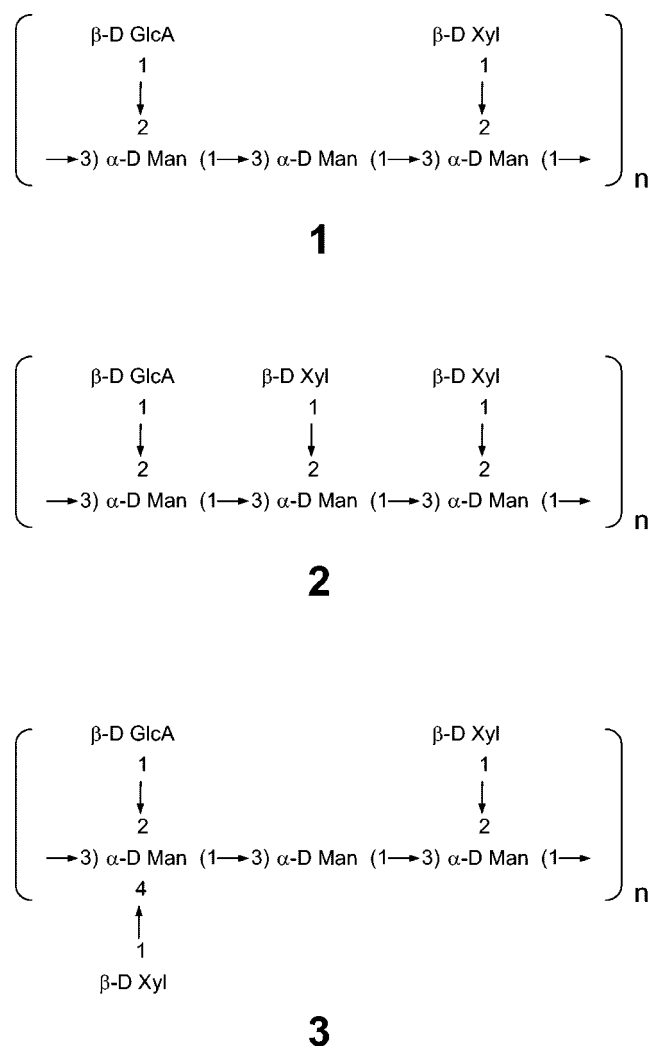 β-D GlcA β-D Xyl
1 1
2 2
→3) α-D Man (1→3) α-D Man (1→3) α-D Man (1→
n
1
β-D GlcA β-D Xyl β-D Xyl
1 1 1
2 2 2
→3) α-D Man (1→3) α-D Man (1→3) α-D Man (1→
n
2
β-D GlcA β-D Xyl
1 1
2 2
→3) α-D Man (1→3) α-D Man (1→3) α-D Man (1→
4
n
1
β-D Xyl
3